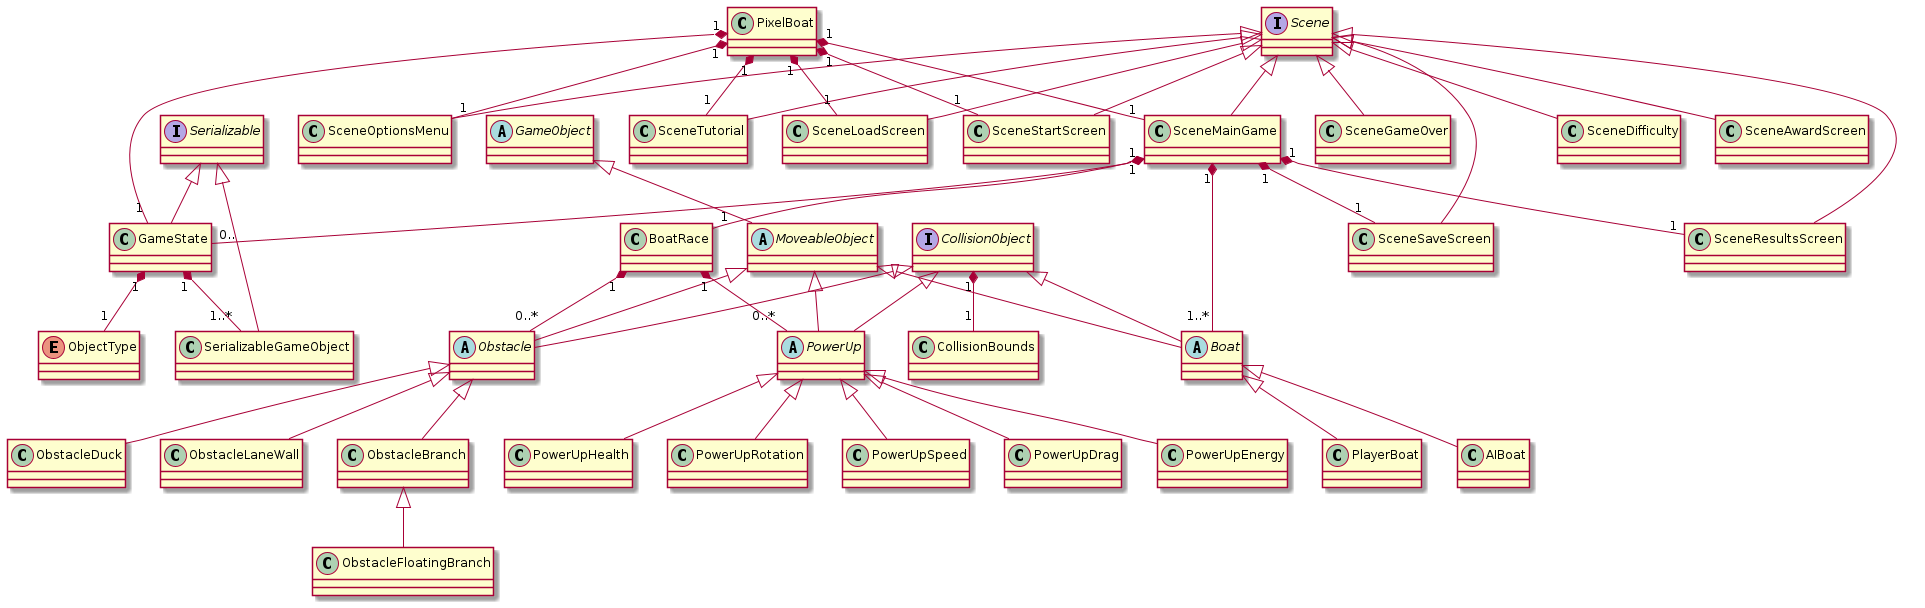 C PixelBoat
I Scene
1
1
1
1
1
1
1
1
1
1
1
I Serializable
C SceneOptionsMenu
A GameObject
C SceneTutorial
C SceneLoadScreen
C SceneStartScreen
C SceneMainGame
C SceneGameOver
C SceneDifficulty
C SceneAwardScreen
1
1
1
1
1
1
1
1
1
0..
C GameState
C BoatRace
A MoveableObject
I CollisionObject
C SceneSaveScreen
C SceneResultsScreen
1
1
1
1
1
1
1..*
0..*
0..*
1
1..*
E ObjectType
C SerializableGameObject
A Obstacle
A PowerUp
C CollisionBounds
A Boat
C ObstacleDuck
C ObstacleLaneWall
C ObstacleBranch
C PowerUpHealth
C PowerUpRotation
C PowerUpSpeed
C PowerUpDrag
C PowerUpEnergy
C PlayerBoat
C AIBoat
C ObstacleFloatingBranch